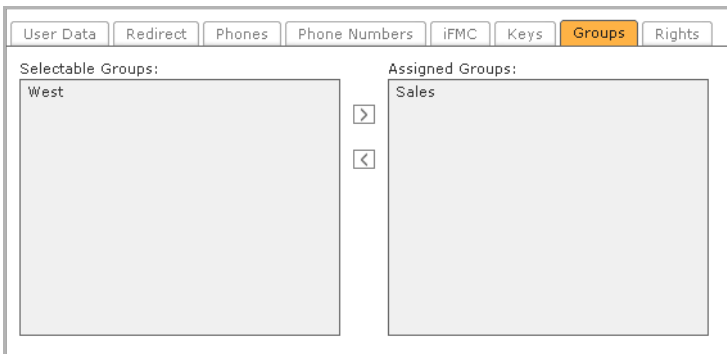 User Data Redirect Phones Phone Numbers iFMC Keys Groups Rights
Selectable Groups: Assigned Groups:
West Sales